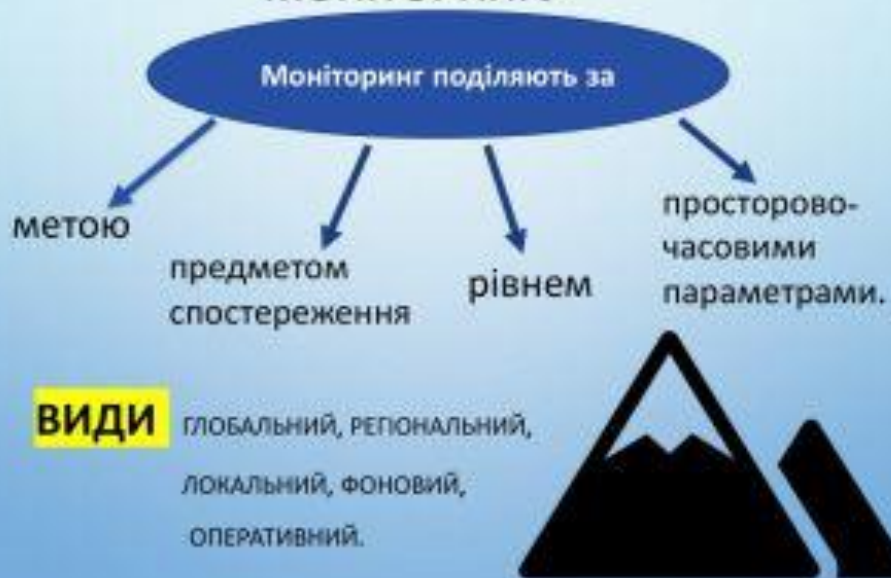 Моніторинг поділяють за
метою
предметом
спостереження
рівнем
просторово-
часовими
параметрами.
ВИДИ ГЛОБАЛЬНИЙ, РЕГІОНАЛЬНИЙ,
ЛОКАЛЬНИЙ, ФОНОВИЙ,
ОПЕРАТИВНИЙ.